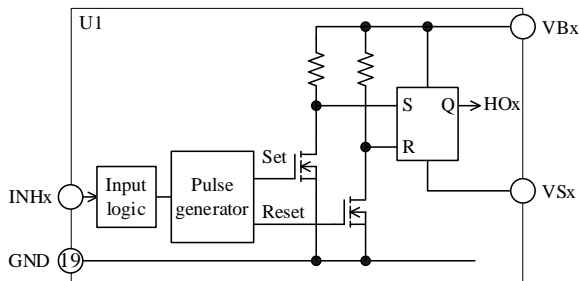 U1
VBx
S Q HOx
R
Set
INHx
Input
logic
Pulse
generator
Reset
VSx
GND 19